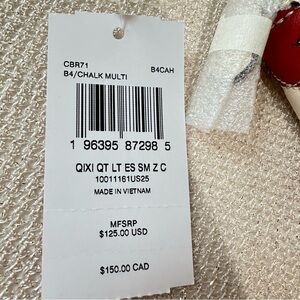 CBR71
B4/CHALK MULTI B4CAH
1 96395 87298 5
QIXI QT LT ES SM Z C
10011161US25
MADE IN VIETNAM
MFSRP
$125.00 USD
$150.00 CAD